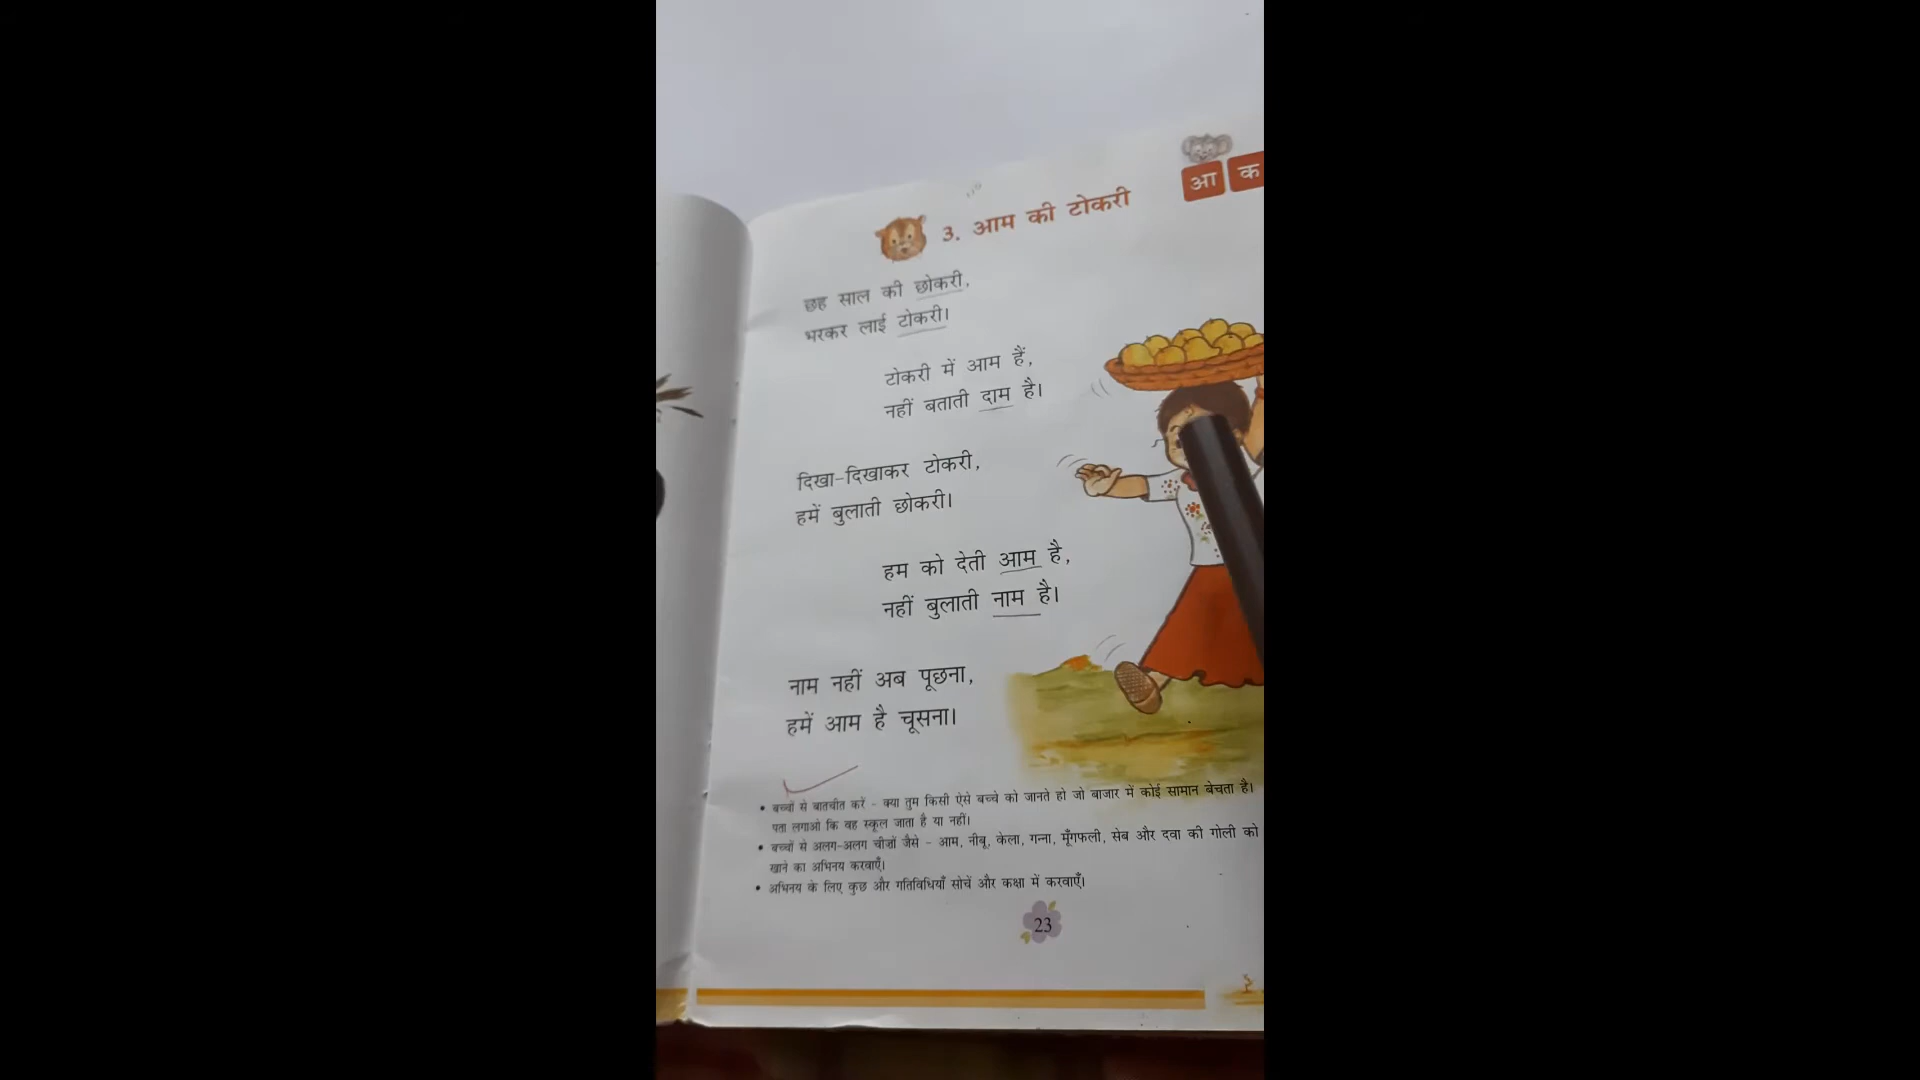 आ क
3. आम की टोकरी
छह साल की छोकरी,
भरकर लाई टोकरी।
टोकरी में आम हैं,
नहीं बताती दाम है।
दिखा-दिखाकर टोकरी,
हमें बुलाती छोकरी।
हम को देती आम है,
नहीं बुलाती नाम है।
नाम नहीं अब पूछना,
हमें आम है चूसना।
• बच्चों से बातचीत करें - क्या तुम किसी ऐसे बच्चे को जानते हो जो बाजार में कोई सामान बेचता है।
पता लगाओ कि वह स्कूल जाता है या नहीं।
• बच्चों से अलग-अलग चीज़ों जैसे - आम, नीबू, केला, गन्ना, मूँगफली, सेब और दवा की गोली को
खाने का अभिनय करवाएँ।
• अभिनय के लिए कुछ और गतिविधियाँ सोचें और कक्षा में करवाएँ।
23